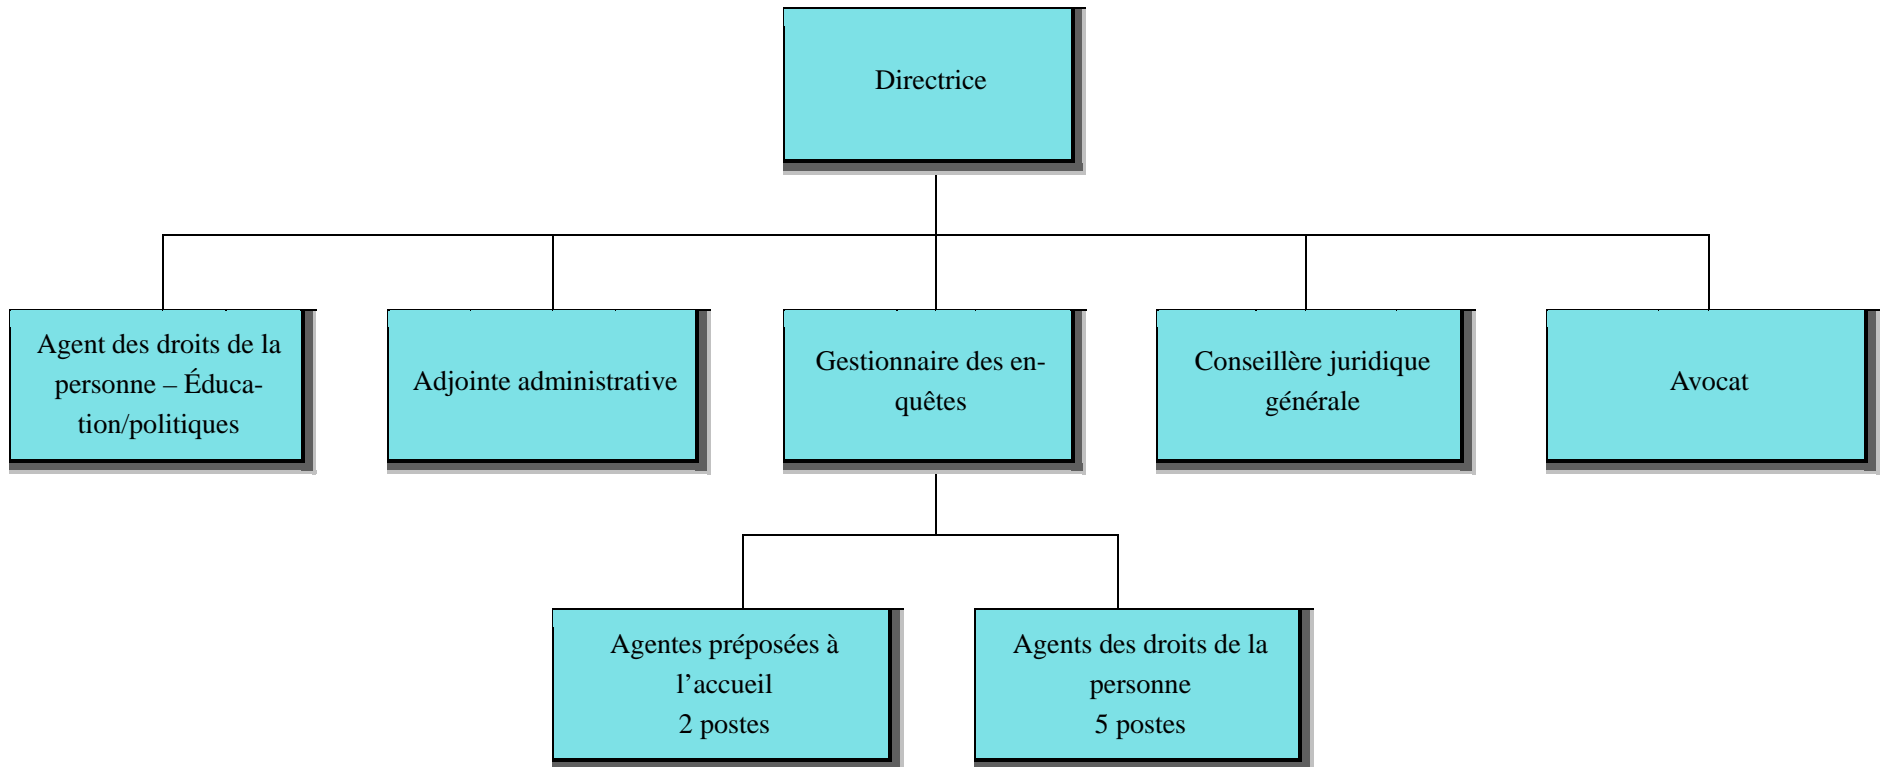 Directrice
Agent des droits de la
personne – Éduca-
tion/politiques
Adjointe administrative
Gestionnaire des en-
quêtes
Conseillère juridique
générale
Avocat
Agentes préposées à
l’accueil
2 postes
Agents des droits de la
personne
5 postes